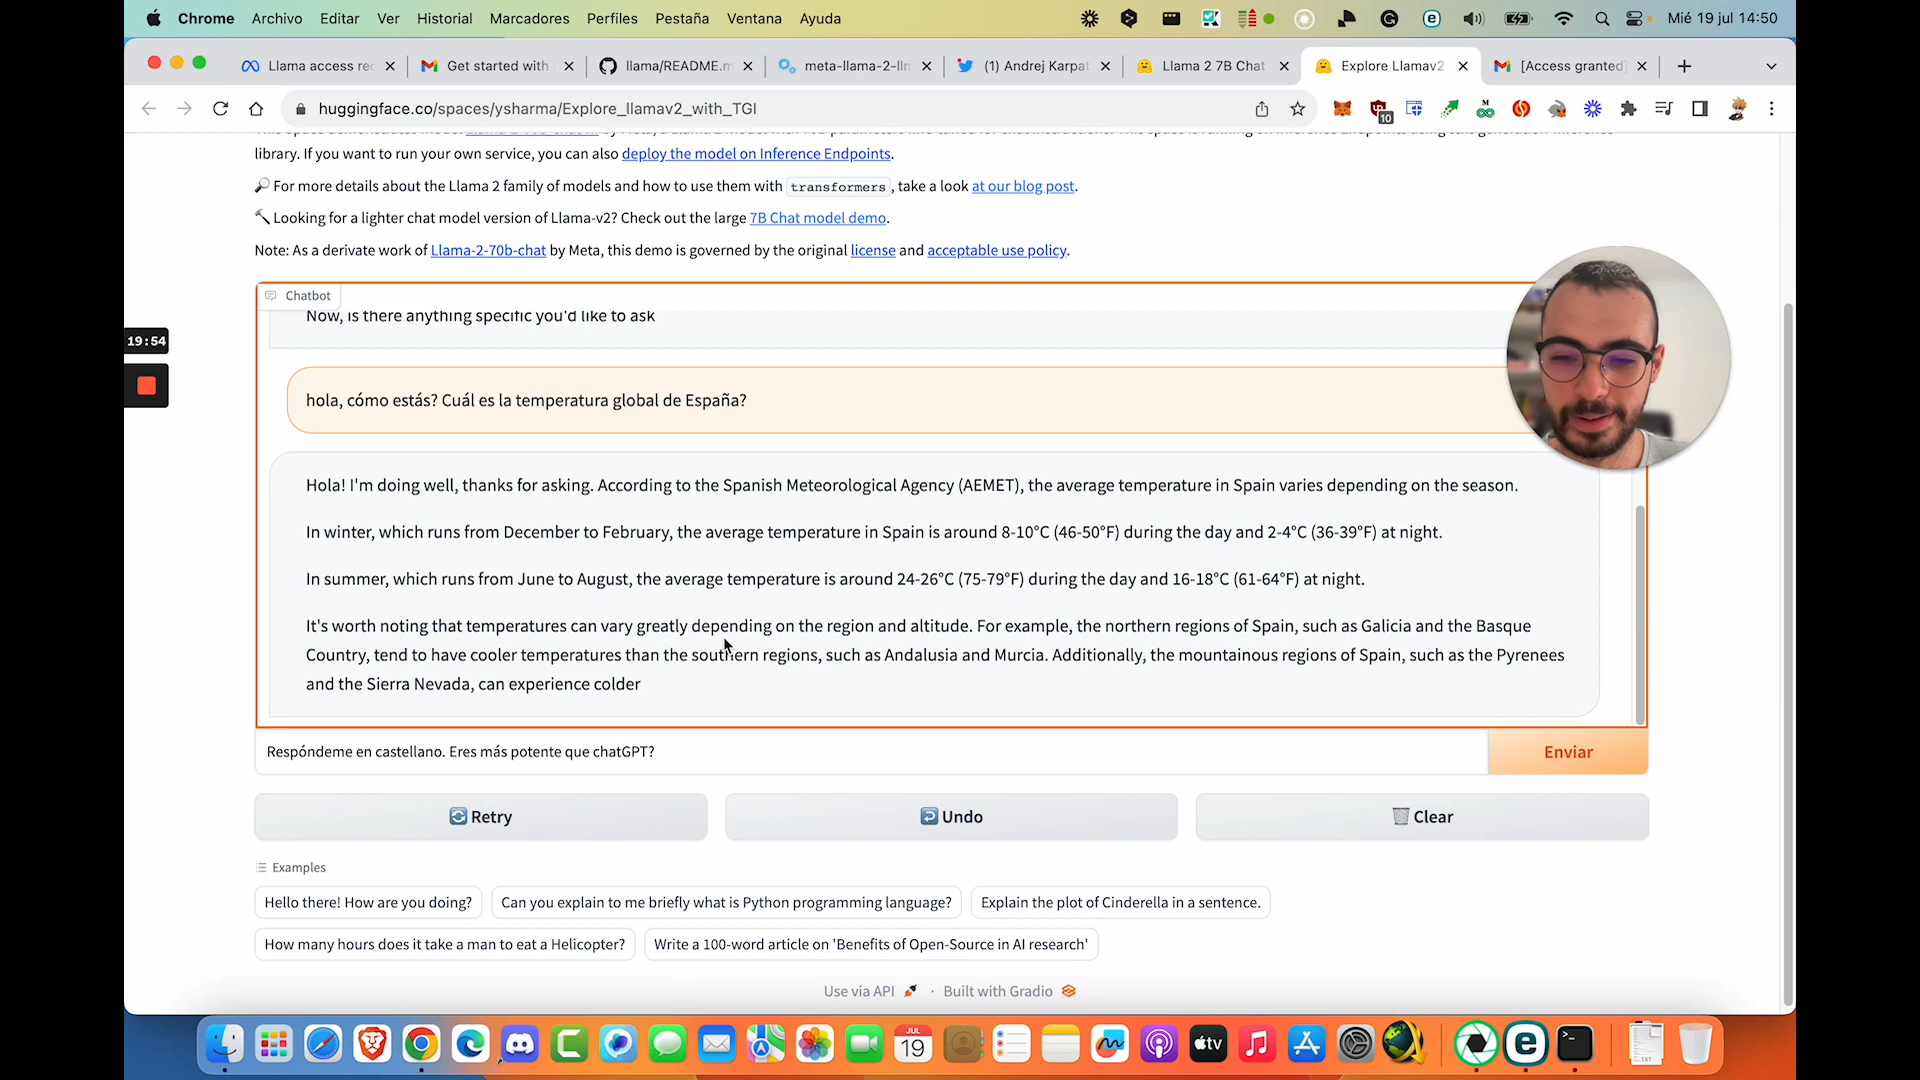 Chrome Archivo Editar Ver Historial Marcadores Perfiles Pestaña Ventana Ayuda Mié 19 jul 14:50
Llama access rec Get started with llama/README.m meta-llama-2-llm (1) Andrej Karpat Llama 2 7B Chat Explore Llamav2 [Access granted]
huggingface.co/spaces/ysharma/Explore_llamav2_with_TGI 10
library. If you want to run your own service, you can also deploy the model on Inference Endpoints.
🔎 For more details about the Llama 2 family of models and how to use them with transformers, take a look at our blog post.
🔨 Looking for a lighter chat model version of Llama-v2? Check out the large 7B Chat model demo.
Note: As a derivate work of Llama-2-70b-chat by Meta, this demo is governed by the original license and acceptable use policy.
Chatbot
Now, is there anything specific you'd like to ask
19:54
hola, cómo estás? Cuál es la temperatura global de España?
Hola! I'm doing well, thanks for asking. According to the Spanish Meteorological Agency (AEMET), the average temperature in Spain varies depending on the season.
In winter, which runs from December to February, the average temperature in Spain is around 8-10°C (46-50°F) during the day and 2-4°C (36-39°F) at night.
In summer, which runs from June to August, the average temperature is around 24-26°C (75-79°F) during the day and 16-18°C (61-64°F) at night.
It's worth noting that temperatures can vary greatly depending on the region and altitude. For example, the northern regions of Spain, such as Galicia and the Basque
Country, tend to have cooler temperatures than the southern regions, such as Andalusia and Murcia. Additionally, the mountainous regions of Spain, such as the Pyrenees
and the Sierra Nevada, can experience colder
Respóndeme en castellano. Eres más potente que chatGPT? Enviar
Retry Undo Clear
Examples
Hello there! How are you doing? Can you explain to me briefly what is Python programming language? Explain the plot of Cinderella in a sentence.
How many hours does it take a man to eat a Helicopter? Write a 100-word article on 'Benefits of Open-Source in AI research'
Use via API · Built with Gradio
JUL
19
tv
TXT